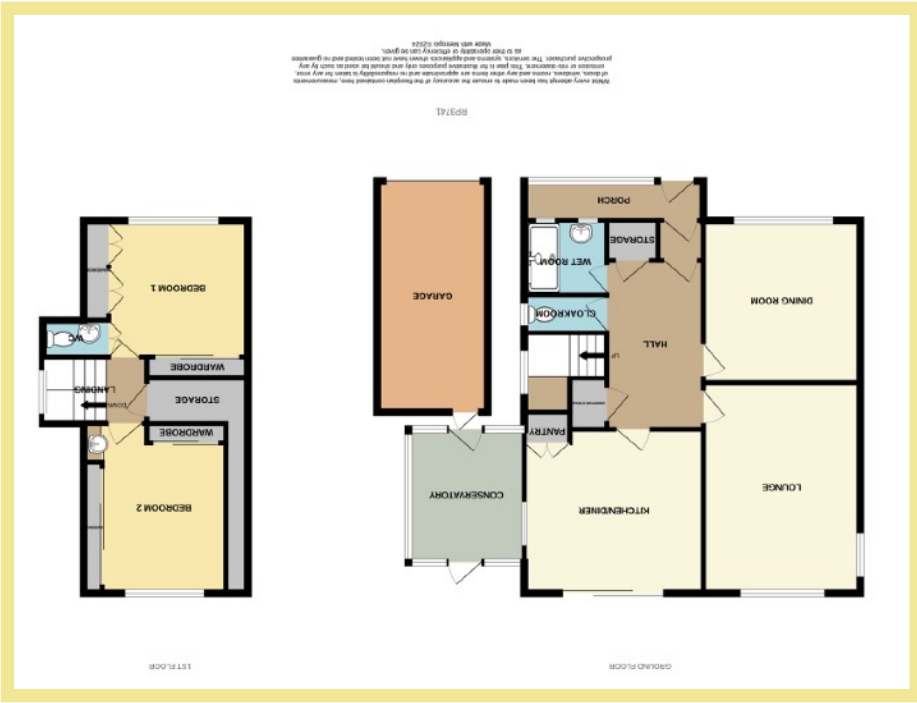 GROUND FLOOR
1ST FLOOR
LOUNGE
KITCHEN/DINER
CONSERVATORY
PANTRY
HALL
UP
DINING ROOM
CLOAKROOM
WET ROOM
STORAGE
PORCH
GARAGE
BEDROOM 2
WARDROBE
STORAGE
DOWN
LANDING
WARDROBE
WC
BEDROOM 1
RP3741
Whilst every attempt has been made to ensure the accuracy of the floorplan contained here, measurements
of doors, windows, rooms and any other items are approximate and no responsibility is taken for any error,
omission or mis-statement. This plan is for illustrative purposes only and should be used as such by any
prospective purchaser. The services, systems and appliances shown have not been tested and no guarantee
as to their operability or efficiency can be given.
Made with Metropix ©2024